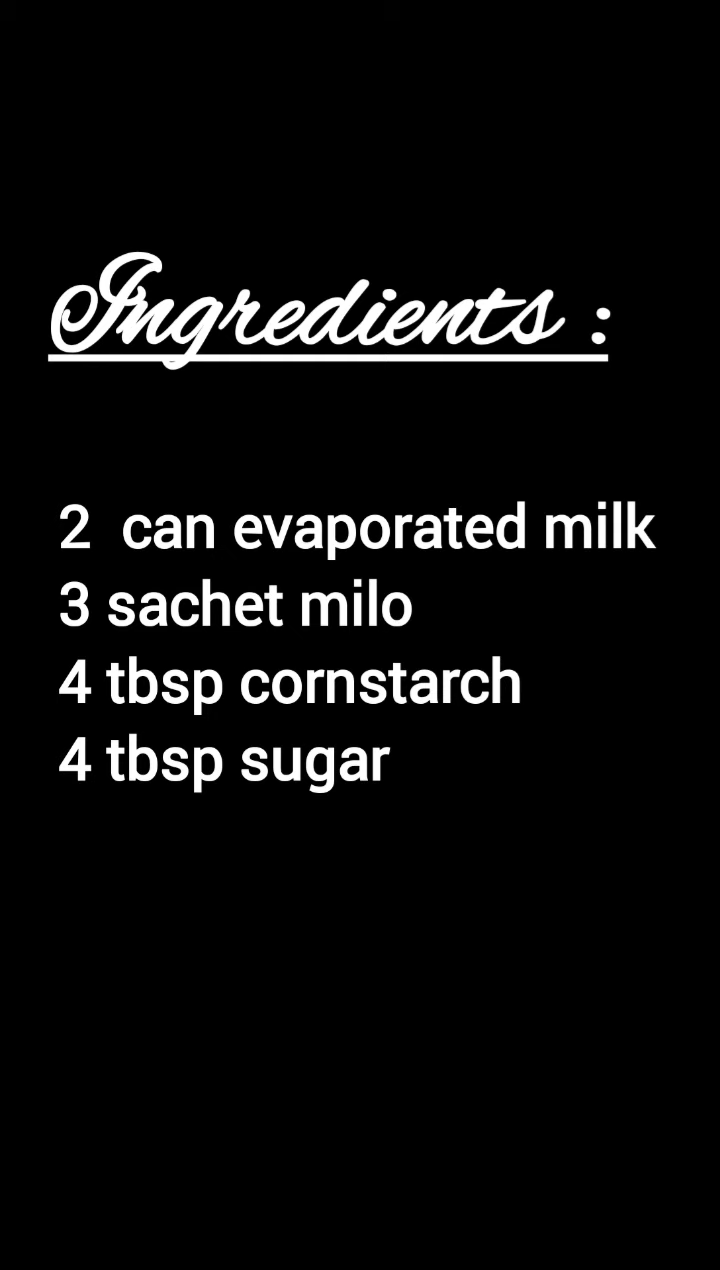 Ingredients :
2 can evaporated milk
3 sachet milo
4 tbsp cornstarch
4 tbsp sugar